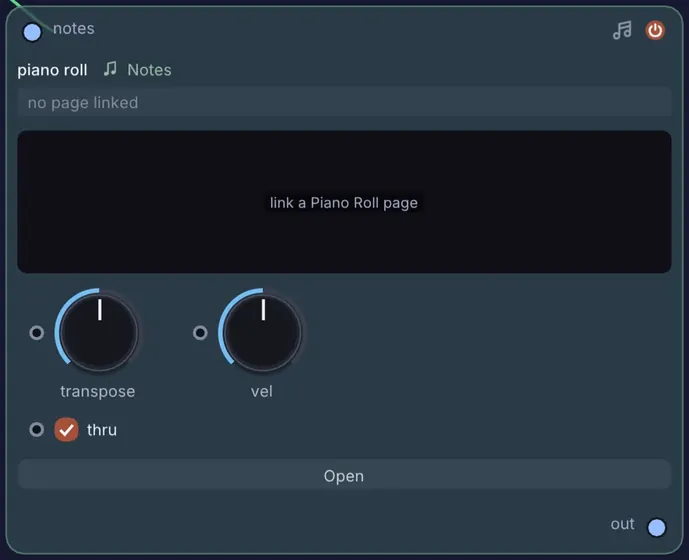 notes
piano roll Notes
no page linked
link a Piano Roll page
transpose vel
thru
Open
out